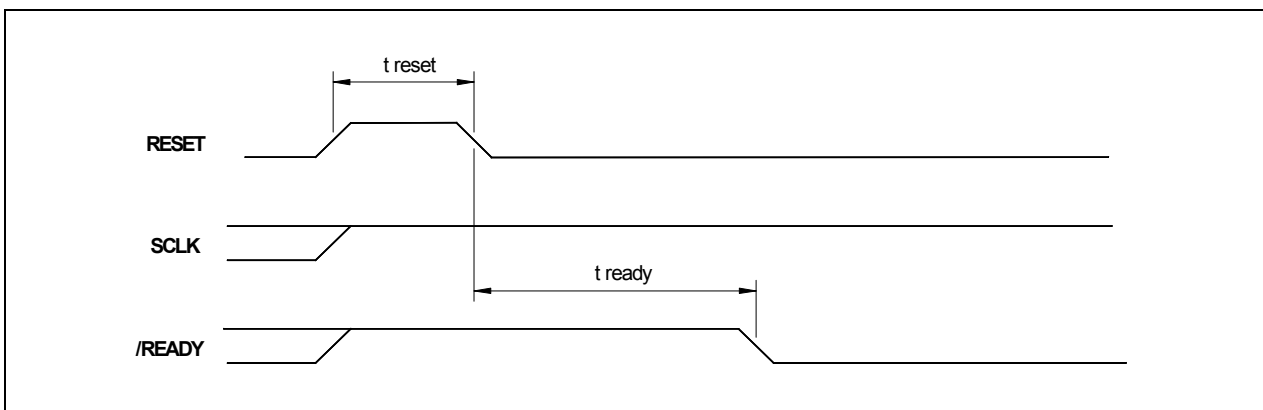 t reset
RESET
SCLK
t ready
/READY